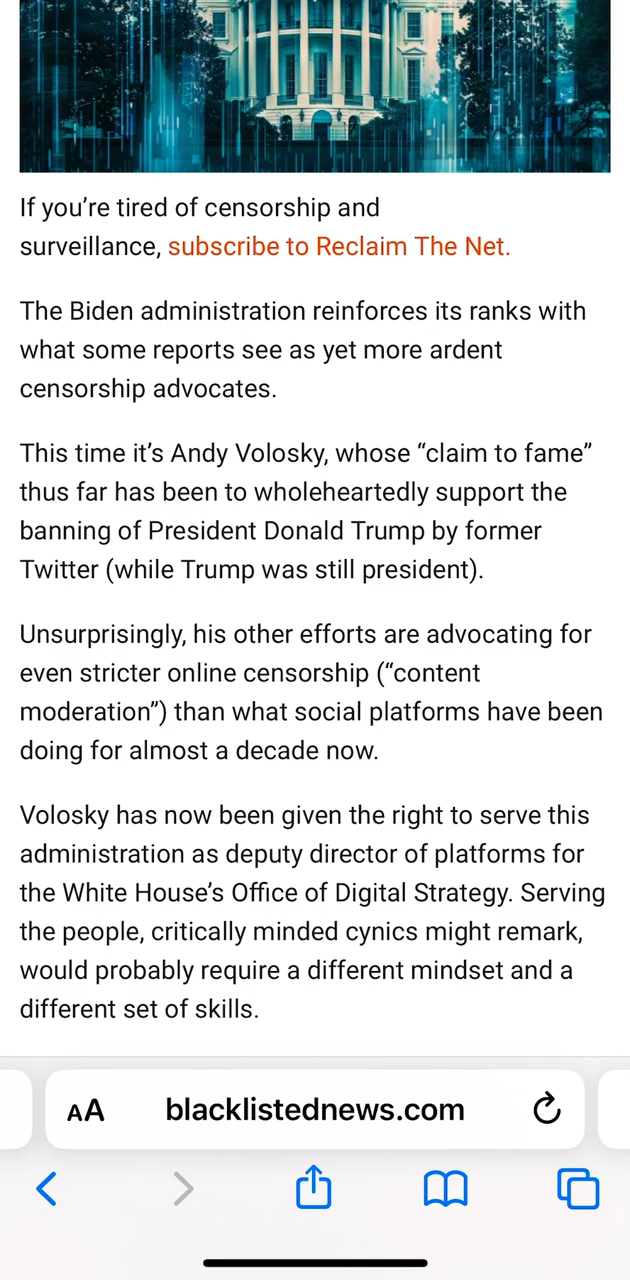 If you’re tired of censorship and
surveillance, subscribe to Reclaim The Net.
The Biden administration reinforces its ranks with
what some reports see as yet more ardent
censorship advocates.
This time it’s Andy Volosky, whose “claim to fame”
thus far has been to wholeheartedly support the
banning of President Donald Trump by former
Twitter (while Trump was still president).
Unsurprisingly, his other efforts are advocating for
even stricter online censorship (“content
moderation”) than what social platforms have been
doing for almost a decade now.
Volosky has now been given the right to serve this
administration as deputy director of platforms for
the White House’s Office of Digital Strategy. Serving
the people, critically minded cynics might remark,
would probably require a different mindset and a
different set of skills.
AA blacklistednews.com